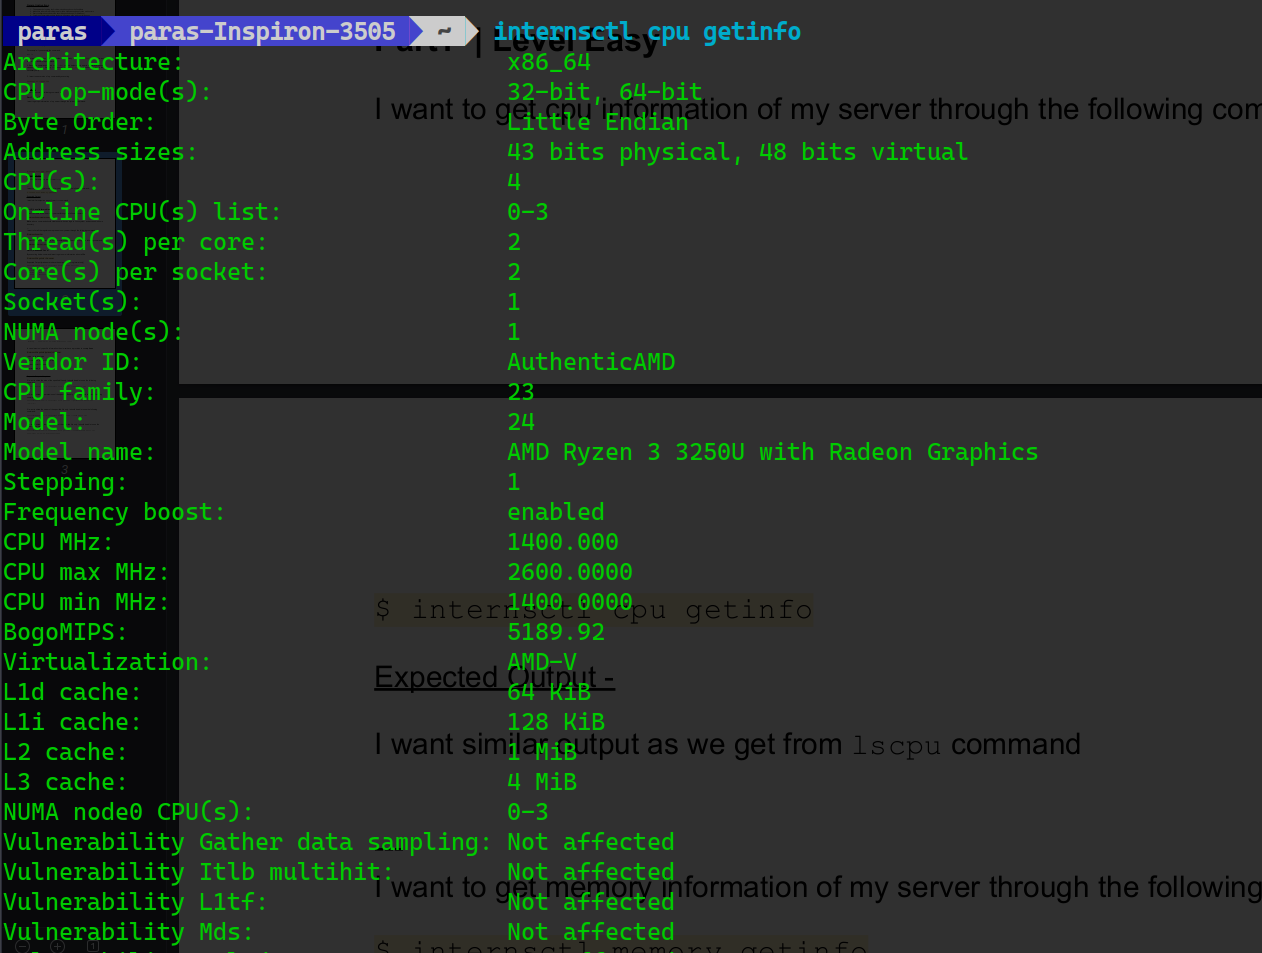 paras paras-Inspiron-3505 ~ internsctl cpu getinfo
Part1 | Level Easy
Architecture: x86_64
CPU op-mode(s): 32-bit, 64-bit
I want to get cpu information of my server through the following com
Byte Order: Little Endian
Address sizes: 43 bits physical, 48 bits virtual
CPU(s): 4
On-line CPU(s) list: 0-3
Thread(s) per core: 2
Core(s) per socket: 2
Socket(s): 1
NUMA node(s): 1
Vendor ID: AuthenticAMD
CPU family: 23
Model: 24
Model name: AMD Ryzen 3 3250U with Radeon Graphics
3
Stepping: 1
Frequency boost: enabled
CPU MHz: 1400.000
CPU max MHz: 2600.0000
CPU min MHz: 1400.0000
$ internsctl cpu getinfo
BogoMIPS: 5189.92
Virtualization: AMD-V
Expected Output -
L1d cache: 64 KiB
L1i cache: 128 KiB
I want similar output as we get from lscpu command
L2 cache: 1 MiB
L3 cache: 4 MiB
NUMA node0 CPU(s): 0-3
Vulnerability Gather data sampling: Not affected
Vulnerability Itlb multihit: Not affected
I want to get memory information of my server through the following
Vulnerability L1tf: Not affected
Vulnerability Mds: Not affected
$ internsctl memory getinfo